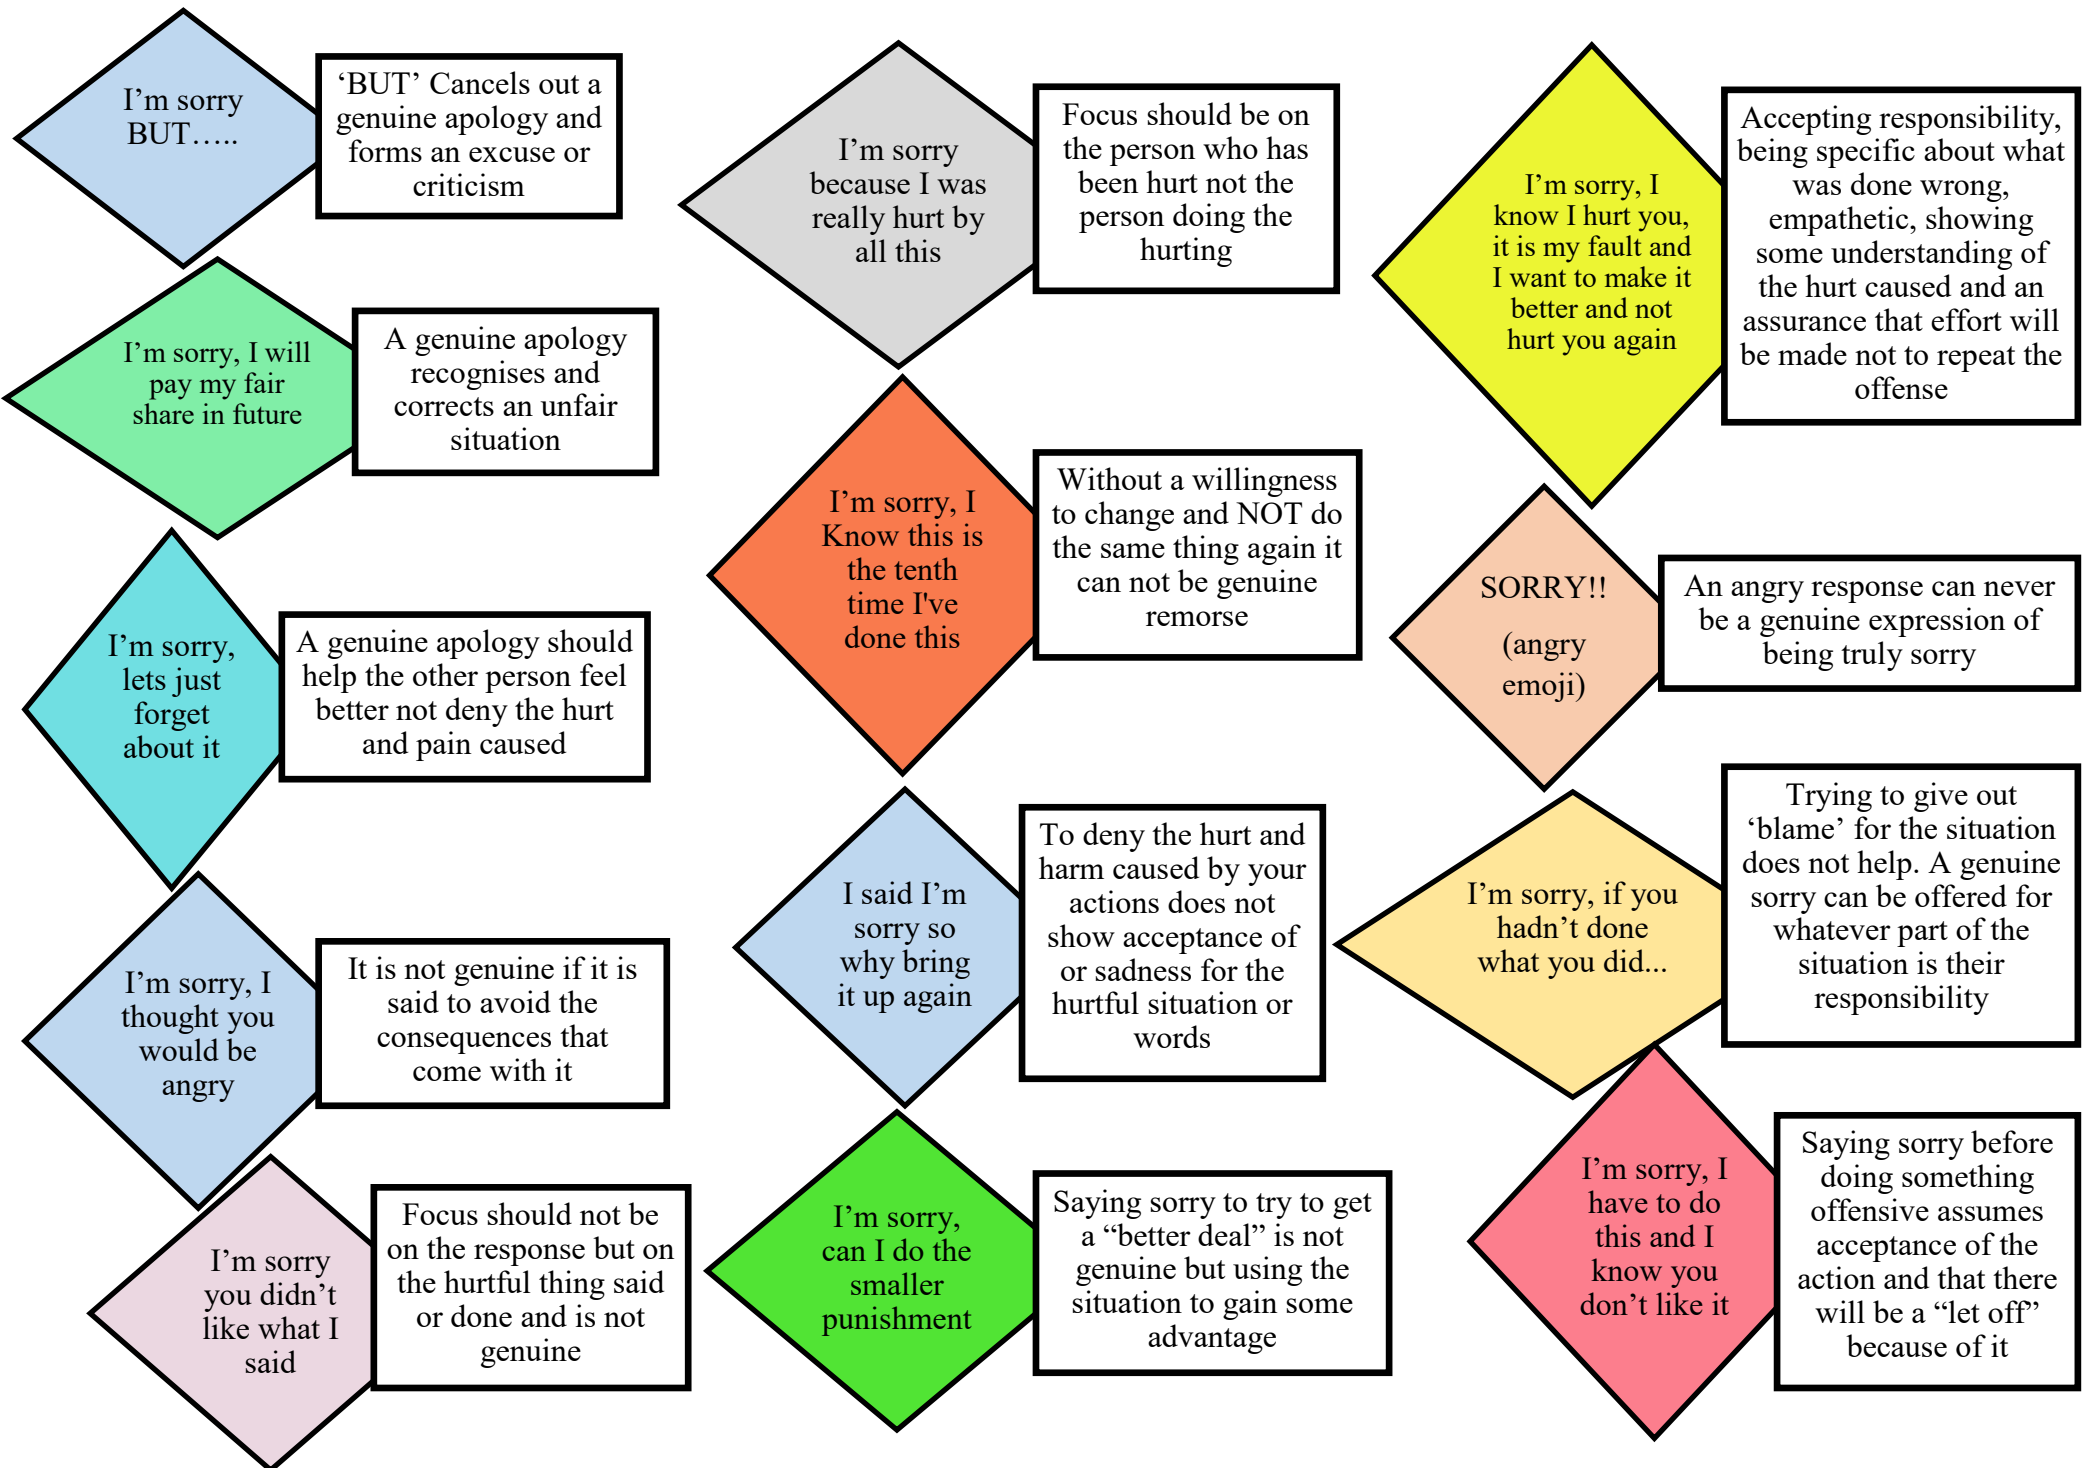 I’m sorry
BUT…..
‘BUT’ Cancels out a
genuine apology and
forms an excuse or
criticism
I’m sorry, I will
pay my fair
share in future
A genuine apology
recognises and
corrects an unfair
situation
I’m sorry,
lets just
forget
about it
A genuine apology should
help the other person feel
better not deny the hurt
and pain caused
I’m sorry, I
thought you
would be
angry
It is not genuine if it is
said to avoid the
consequences that
come with it
I’m sorry
you didn’t
like what I
said
Focus should not be
on the response but on
the hurtful thing said
or done and is not
genuine
I’m sorry
because I was
really hurt by
all this
Focus should be on
the person who has
been hurt not the
person doing the
hurting
I’m sorry, I
Know this is
the tenth
time I've
done this
Without a willingness
to change and NOT do
the same thing again it
can not be genuine
remorse
I said I’m
sorry so
why bring
it up again
To deny the hurt and
harm caused by your
actions does not
show acceptance of
or sadness for the
hurtful situation or
words
I’m sorry,
can I do the
smaller
punishment
Saying sorry to try to get
a “better deal” is not
genuine but using the
situation to gain some
advantage
I’m sorry, I
know I hurt you,
it is my fault and
I want to make it
better and not
hurt you again
Accepting responsibility,
being specific about what
was done wrong,
empathetic, showing
some understanding of
the hurt caused and an
assurance that effort will
be made not to repeat the
offense
SORRY!!
(angry
emoji)
An angry response can never
be a genuine expression of
being truly sorry
I’m sorry, if you
hadn’t done
what you did...
Trying to give out
‘blame’ for the situation
does not help. A genuine
sorry can be offered for
whatever part of the
situation is their
responsibility
I’m sorry, I
have to do
this and I
know you
don’t like it
Saying sorry before
doing something
offensive assumes
acceptance of the
action and that there
will be a “let off”
because of it